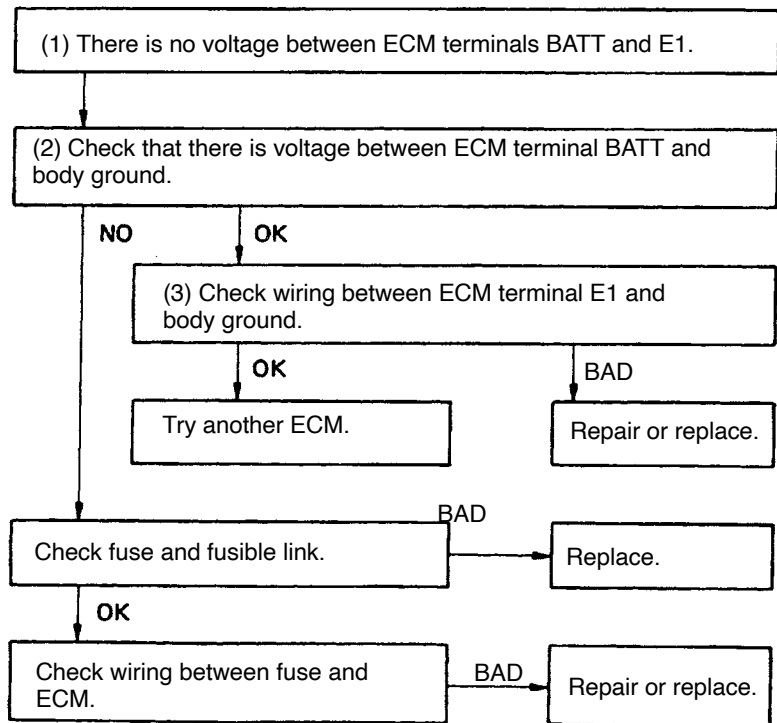 (1) There is no voltage between ECM terminals BATT and E1.
(2) Check that there is voltage between ECM terminal BATT and
body ground.
NO
OK
(3) Check wiring between ECM terminal E1 and
body ground.
OK
BAD
Try another ECM.
Repair or replace.
BAD
Check fuse and fusible link.
Replace.
OK
Check wiring between fuse and
ECM.
BAD
Repair or replace.